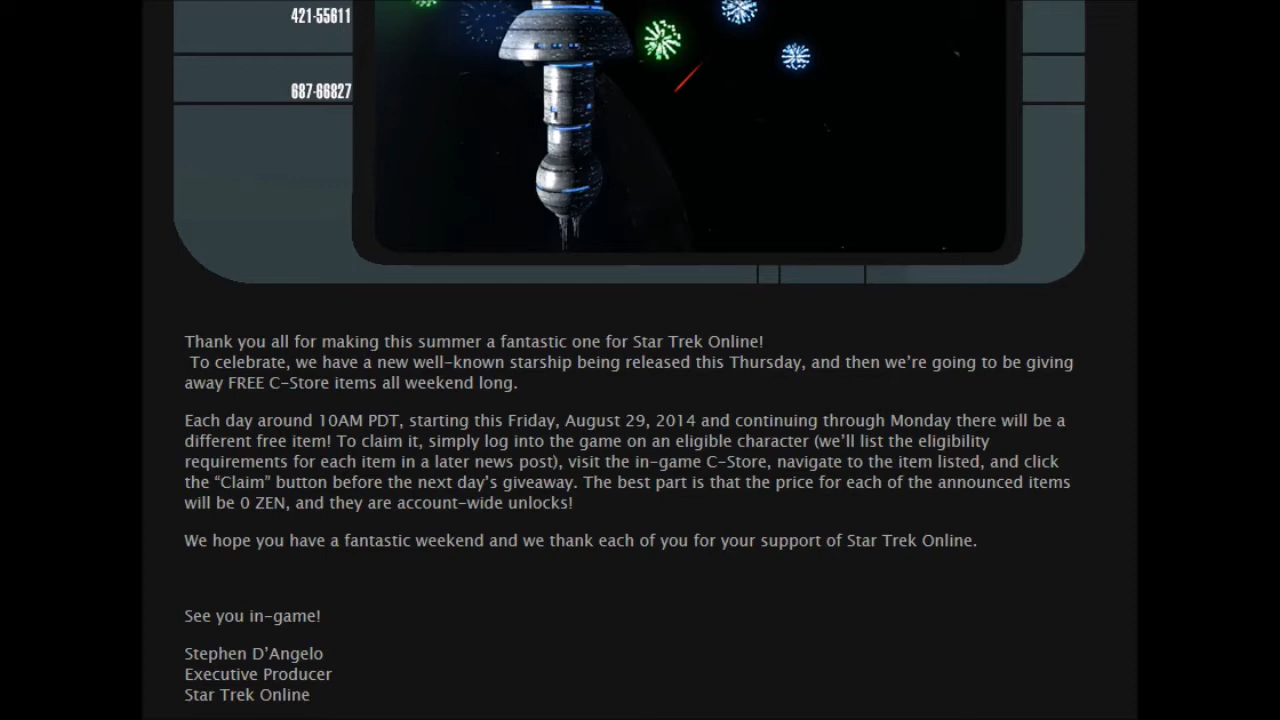 421-55611
687-66827
Thank you all for making this summer a fantastic one for Star Trek Online!
To celebrate, we have a new well-known starship being released this Thursday, and then we’re going to be giving
away FREE C-Store items all weekend long.
Each day around 10AM PDT, starting this Friday, August 29, 2014 and continuing through Monday there will be a
different free item! To claim it, simply log into the game on an eligible character (we’ll list the eligibility
requirements for each item in a later news post), visit the in-game C-Store, navigate to the item listed, and click
the “Claim” button before the next day’s giveaway. The best part is that the price for each of the announced items
will be 0 ZEN, and they are account-wide unlocks!
We hope you have a fantastic weekend and we thank each of you for your support of Star Trek Online.
See you in-game!
Stephen D’Angelo
Executive Producer
Star Trek Online